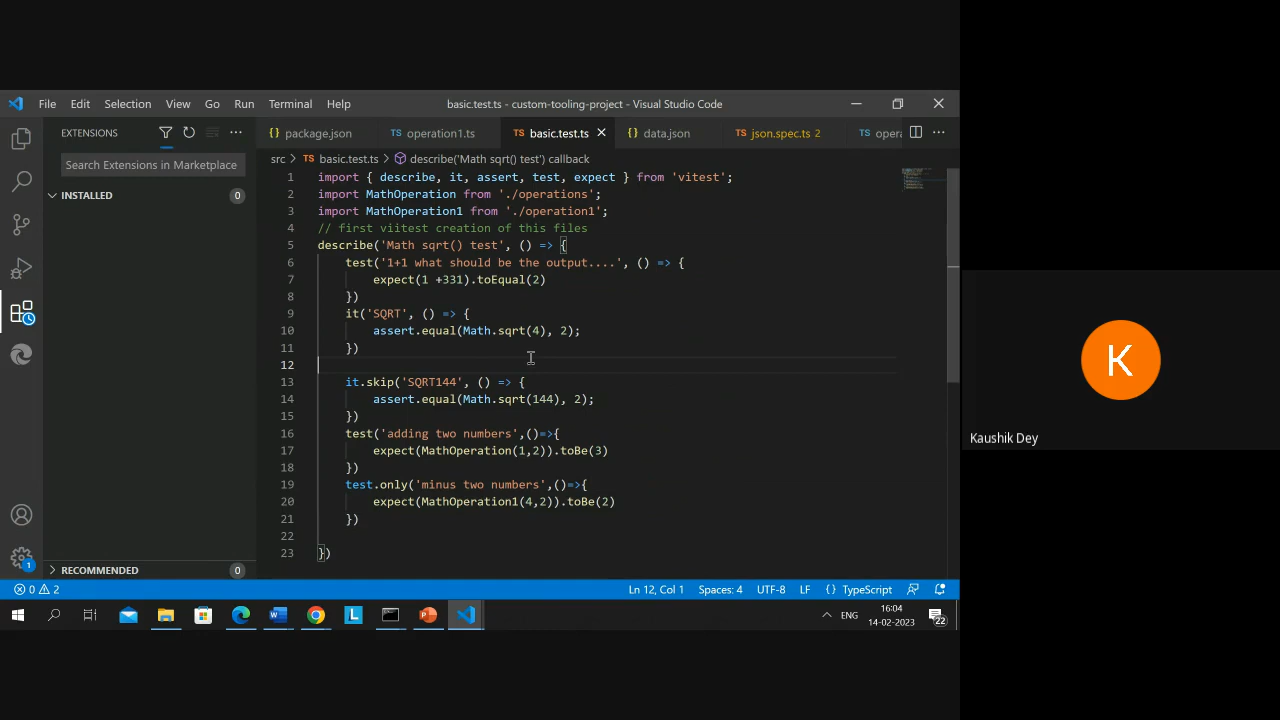 File Edit Selection View Go Run Terminal Help basic.test.ts - custom-tooling-project - Visual Studio Code
EXTENSIONS
package.json TS operation1.ts TS basic.test.ts TS data.json TS json.spec.ts 2 TS opera
Search Extensions in Marketplace
INSTALLED 0
src > TS basic.test.ts > describe('Math sqrt() test') callback
1 import { describe, it, assert, test, expect } from 'vitest';
2 import MathOperation from './operations';
3 import MathOperation1 from './operation1';
4 // first viitest creation of this files
5 describe('Math sqrt() test', () => {
6 test('1+1 what should be the output....', () => {
7 expect(1 +331).toEqual(2)
8 })
9 it('SQRT', () => {
10 assert.equal(Math.sqrt(4), 2);
11 })
12
13 it.skip('SQRT144', () => {
14 assert.equal(Math.sqrt(144), 2);
15 })
16 test('adding two numbers',()=>{
17 expect(MathOperation(1,2)).toBe(3)
18 })
19 test.only('minus two numbers',()=>{
20 expect(MathOperation1(4,2)).toBe(2)
21 })
22
23 })
RECOMMENDED 0
1
0 2 Ln 12, Col 1 Spaces: 4 UTF-8 LF {} TypeScript
L ENG 16:04
14-02-2023 22
K
Kaushik Dey